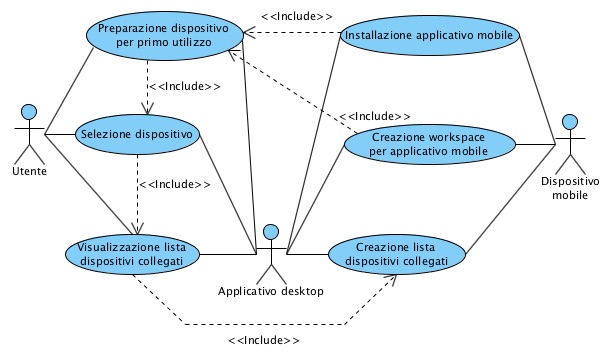 Preparazione dispositivo
per primo utilizzo
<<Include>>
Installazione applicativo mobile
<<Include>>
<<Include>>
Selezione dispositivo
Creazione workspace
per applicativo mobile
Utente
Dispositivo
mobile
<<Include>>
Visualizzazione lista
dispositivi collegati
Creazione lista
dispositivi collegati
Applicativo desktop
<<Include>>